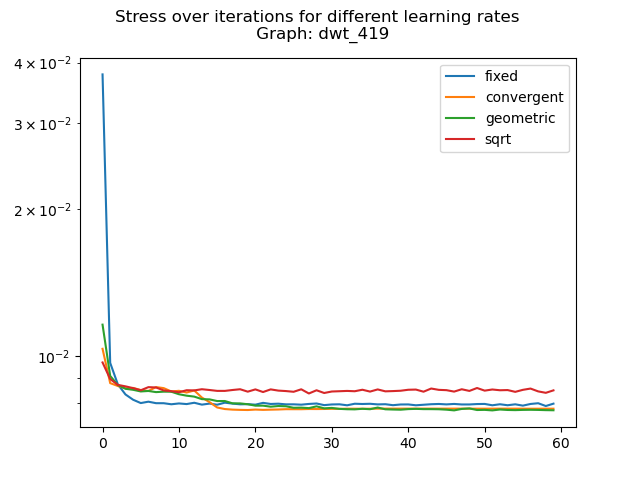 Stress over iterations for different learning rates
Graph: dwt_419
4 × 10⁻²
3 × 10⁻²
2 × 10⁻²
10⁻²
0 10 20 30 40 50 60
fixed
convergent
geometric
sqrt